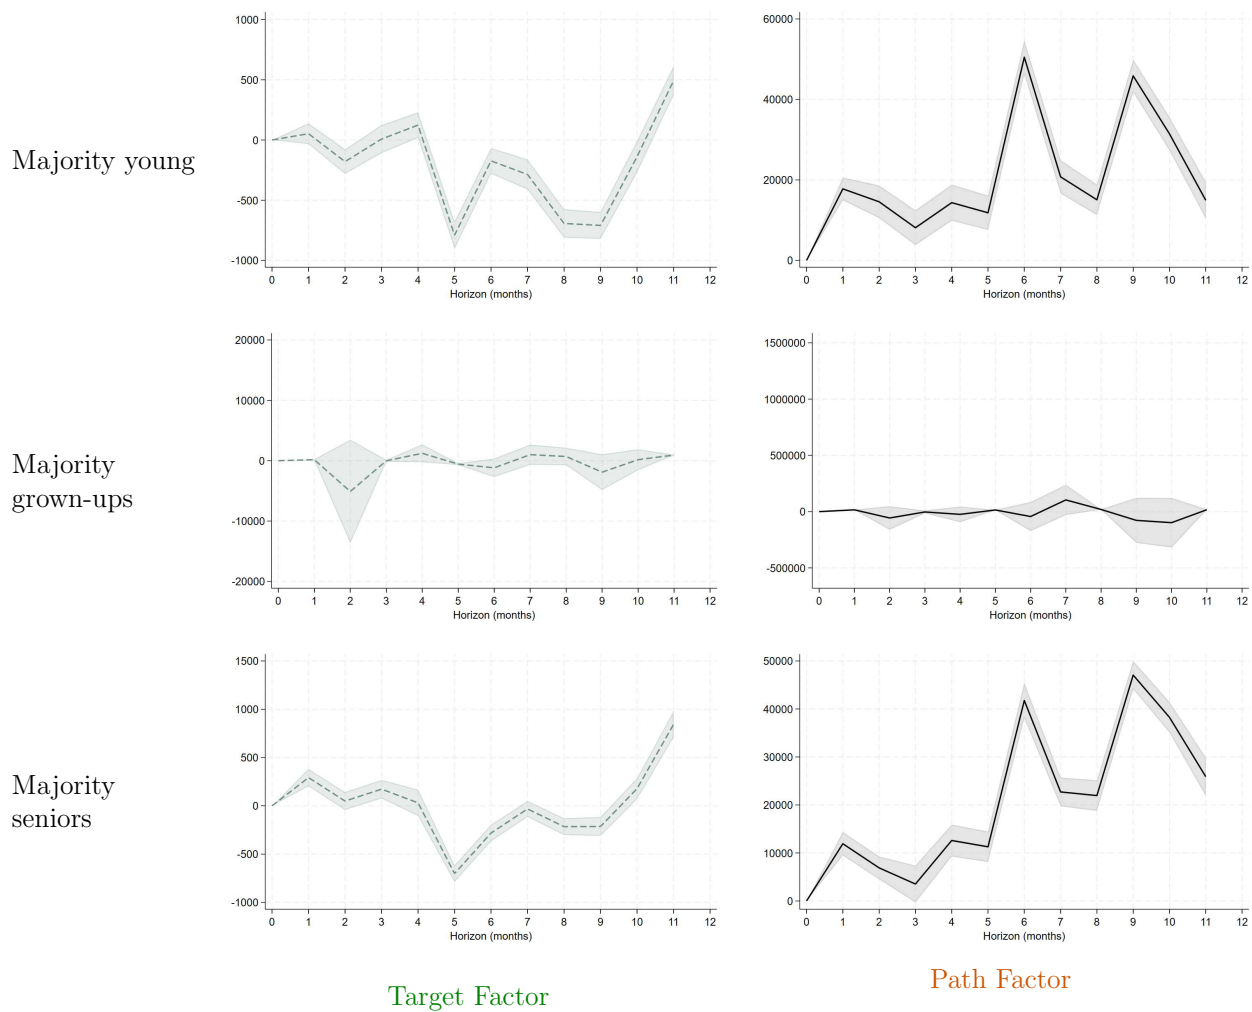 1000
500
0
-500
-1000
0 1 2 3 4 5 6 7 8 9 10 11 12
Horizon (months)
60000
40000
20000
0
0 1 2 3 4 5 6 7 8 9 10 11 12
Horizon (months)
Majority young
20000
10000
0
-10000
-20000
0 1 2 3 4 5 6 7 8 9 10 11 12
Horizon (months)
1500000
1000000
500000
0
-500000
0 1 2 3 4 5 6 7 8 9 10 11 12
Horizon (months)
Majority
grown-ups
1500
1000
500
0
-500
-1000
0 1 2 3 4 5 6 7 8 9 10 11 12
Horizon (months)
50000
40000
30000
20000
10000
0
0 1 2 3 4 5 6 7 8 9 10 11 12
Horizon (months)
Majority
seniors
Target Factor
Path Factor